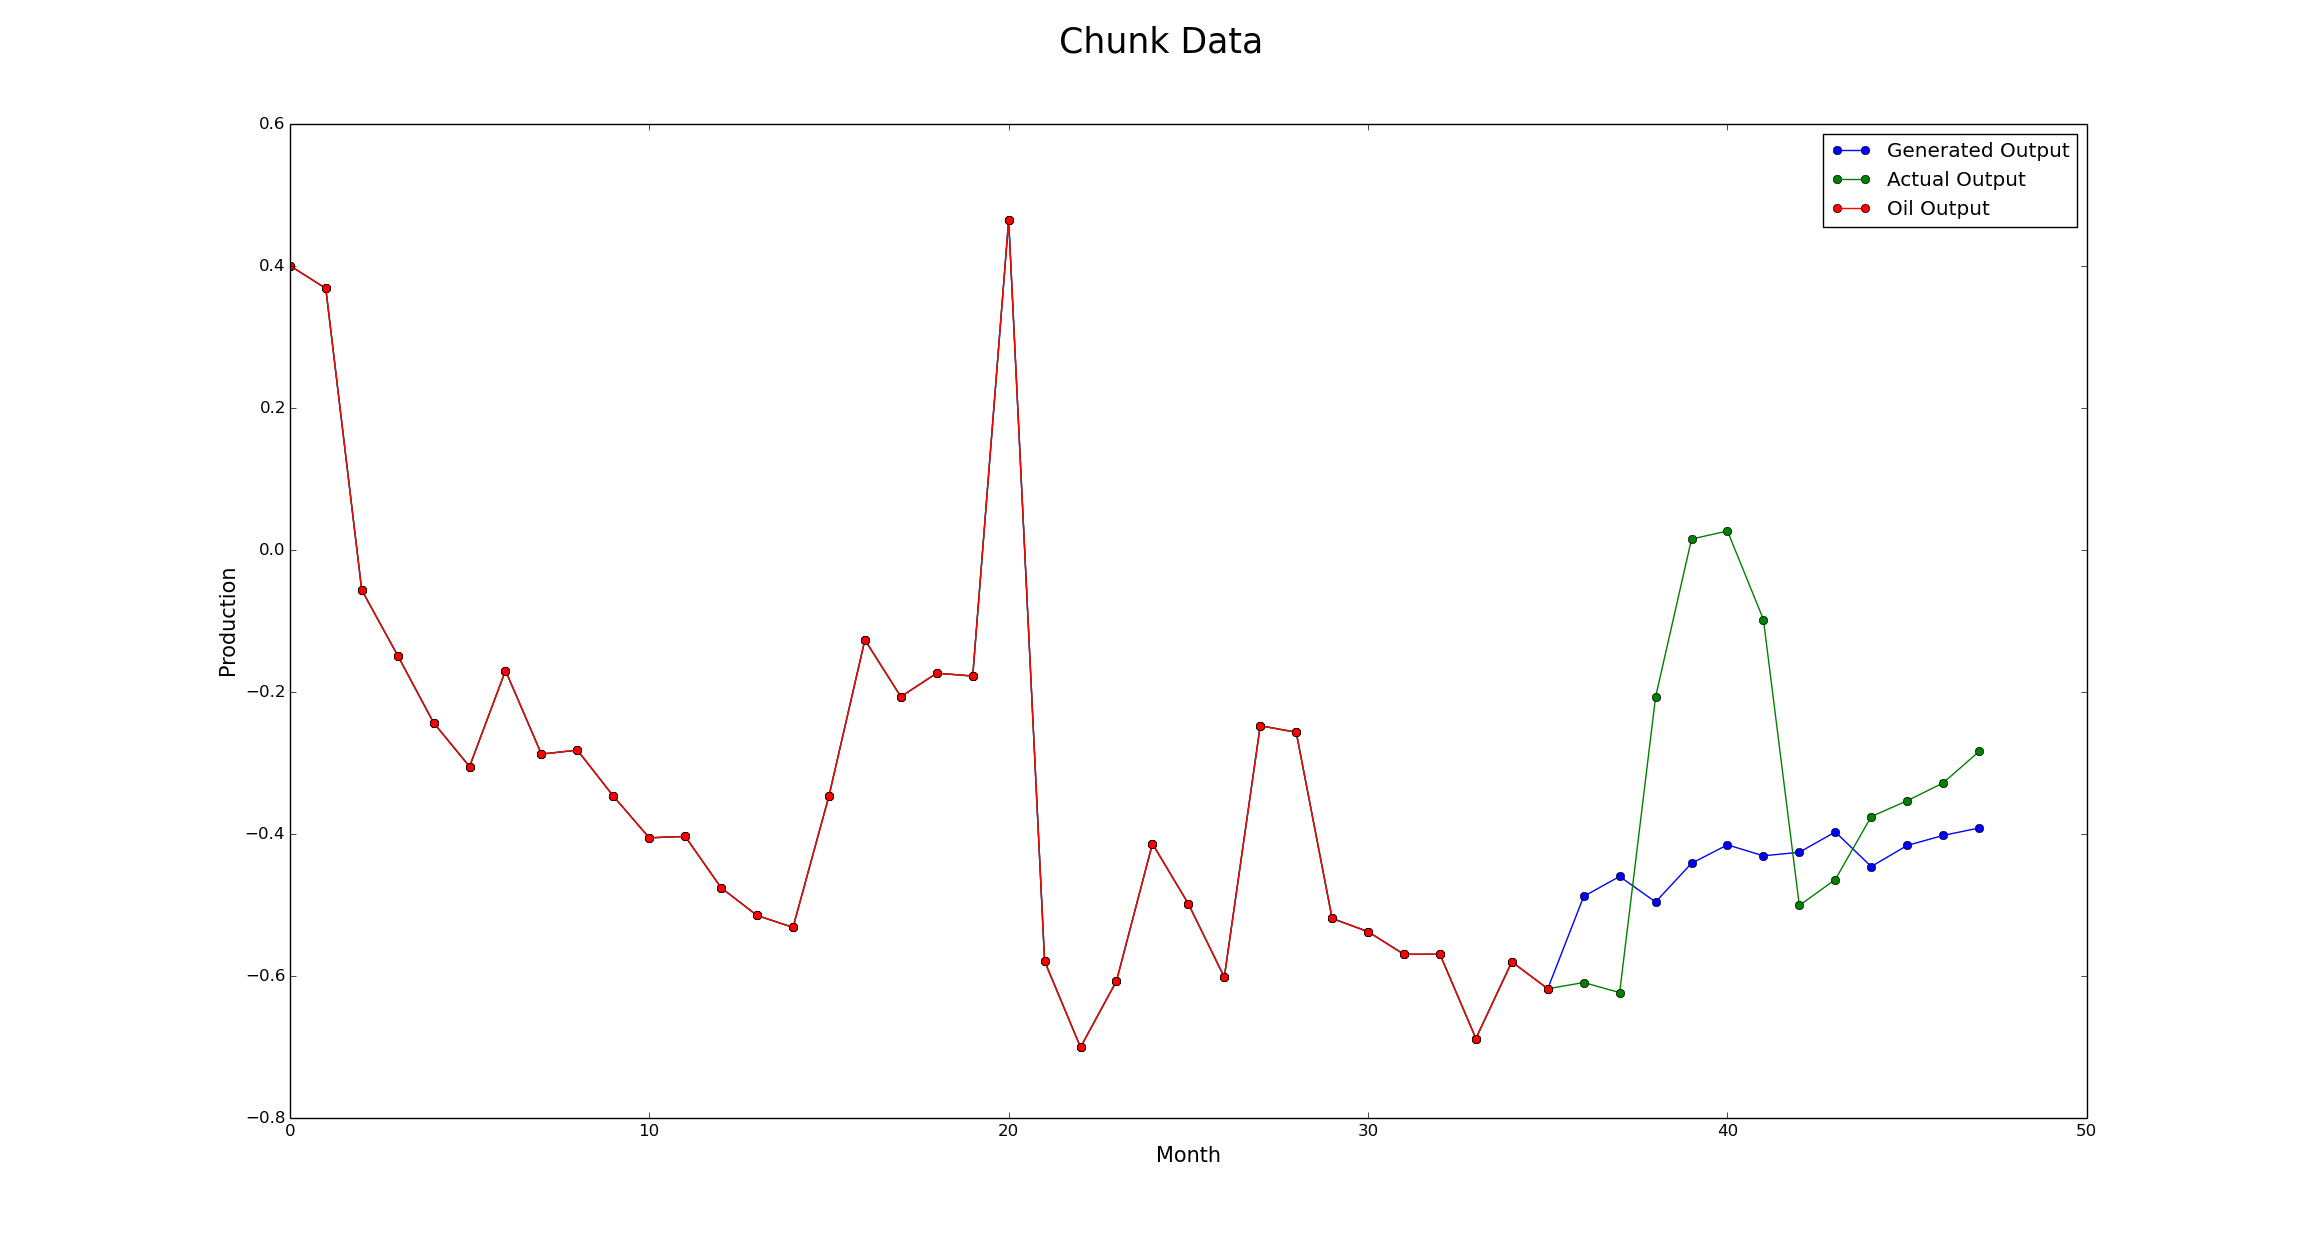 Chunk Data
0.6
0.4
0.2
0.0
−0.2
−0.4
−0.6
−0.8
Production
0 10 20 30 40 50
Month
Generated Output
Actual Output
Oil Output